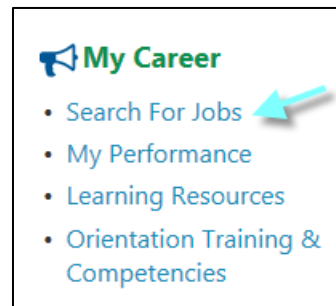 My Career
• Search For Jobs
• My Performance
• Learning Resources
• Orientation Training &
Competencies